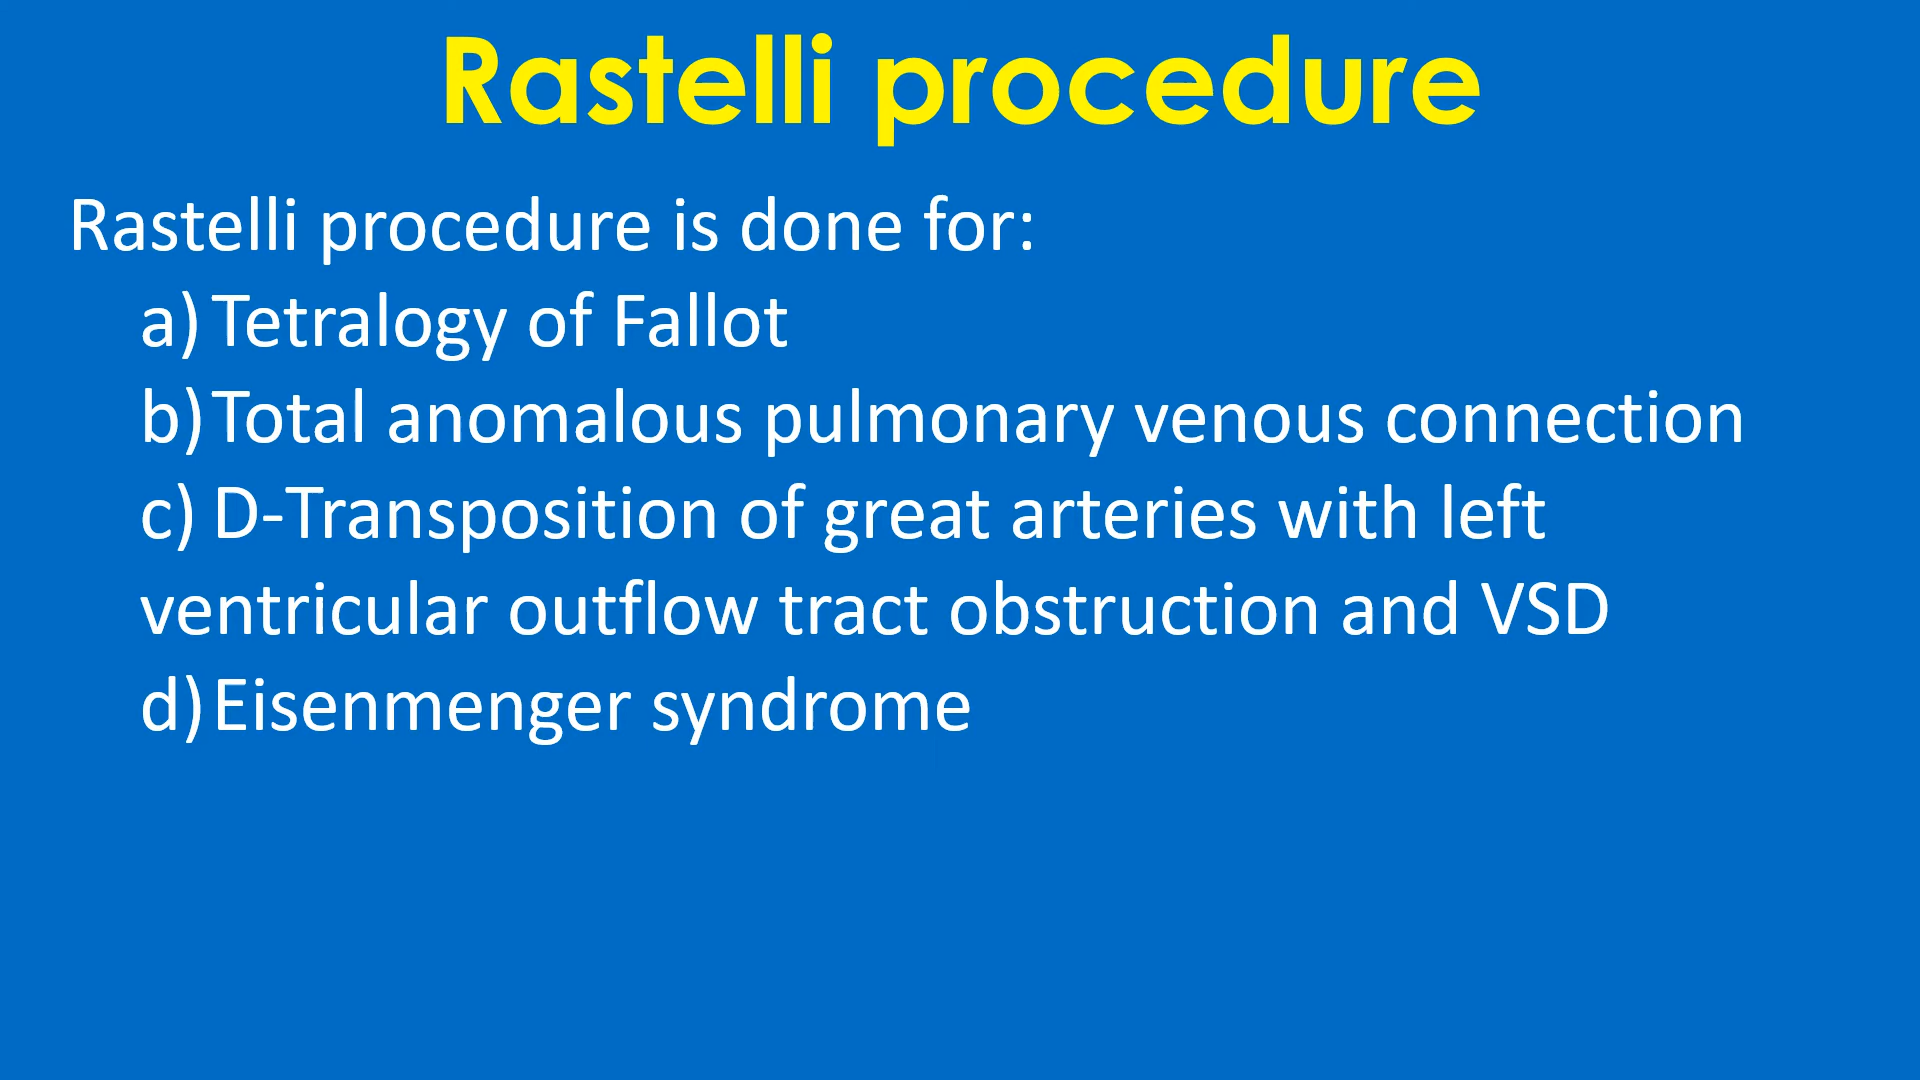 Rastelli procedure
Rastelli procedure is done for:
a) Tetralogy of Fallot
b) Total anomalous pulmonary venous connection
c) D-Transposition of great arteries with left
ventricular outflow tract obstruction and VSD
d) Eisenmenger syndrome